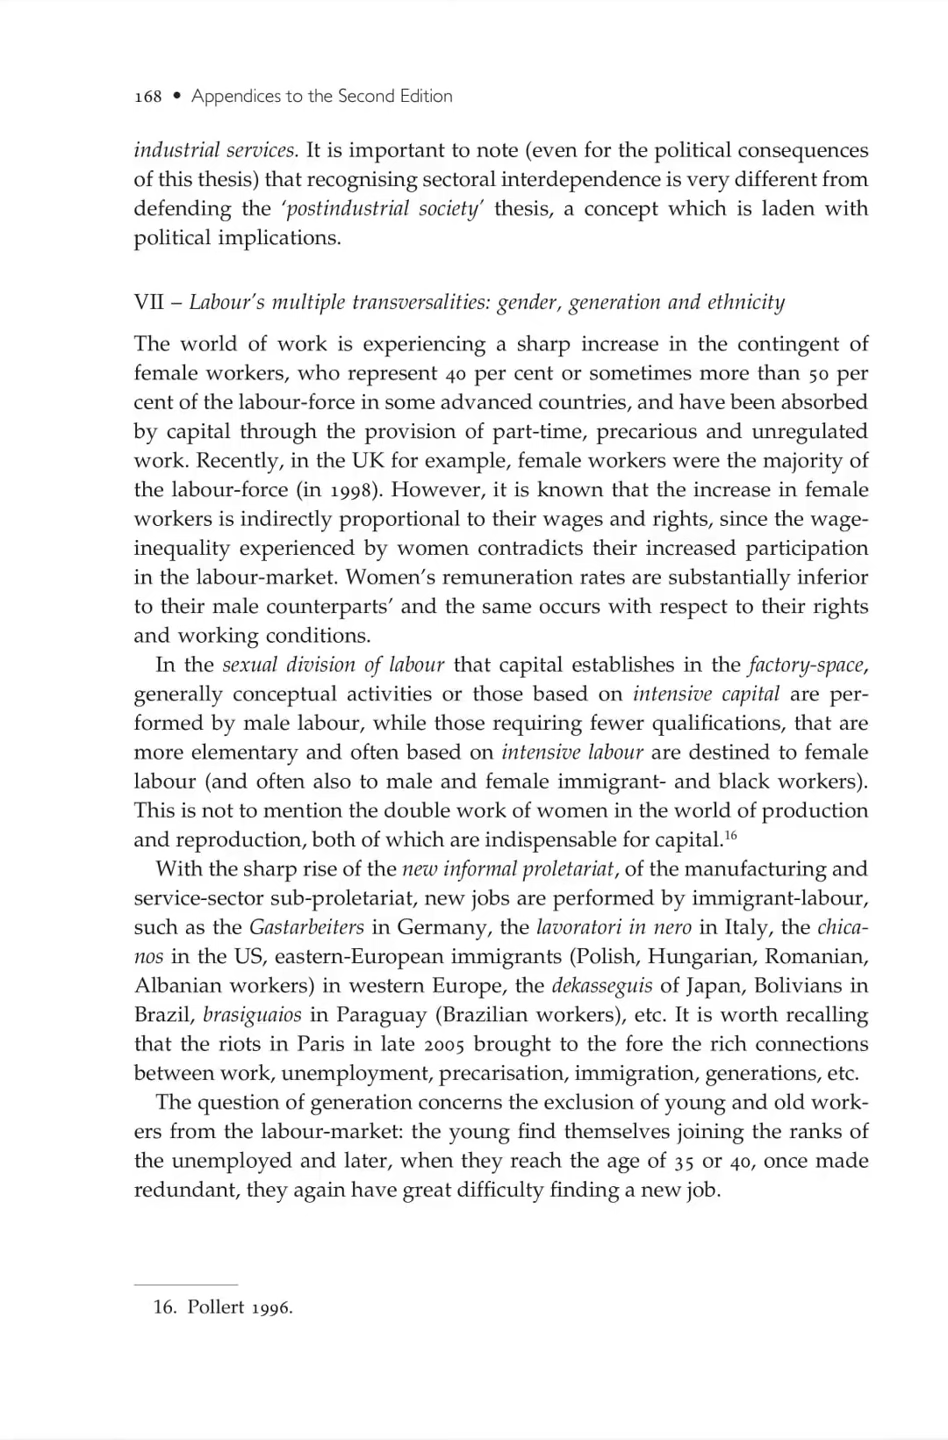 168 • Appendices to the Second Edition
industrial services. It is important to note (even for the political consequences
of this thesis) that recognising sectoral interdependence is very different from
defending the ‘postindustrial society’ thesis, a concept which is laden with
political implications.
VII – Labour’s multiple transversalities: gender, generation and ethnicity
The world of work is experiencing a sharp increase in the contingent of
female workers, who represent 40 per cent or sometimes more than 50 per
cent of the labour-force in some advanced countries, and have been absorbed
by capital through the provision of part-time, precarious and unregulated
work. Recently, in the UK for example, female workers were the majority of
the labour-force (in 1998). However, it is known that the increase in female
workers is indirectly proportional to their wages and rights, since the wage-
inequality experienced by women contradicts their increased participation
in the labour-market. Women’s remuneration rates are substantially inferior
to their male counterparts’ and the same occurs with respect to their rights
and working conditions.
In the sexual division of labour that capital establishes in the factory-space,
generally conceptual activities or those based on intensive capital are per-
formed by male labour, while those requiring fewer qualifications, that are
more elementary and often based on intensive labour are destined to female
labour (and often also to male and female immigrant- and black workers).
This is not to mention the double work of women in the world of production
and reproduction, both of which are indispensable for capital.16
With the sharp rise of the new informal proletariat, of the manufacturing and
service-sector sub-proletariat, new jobs are performed by immigrant-labour,
such as the Gastarbeiters in Germany, the lavoratori in nero in Italy, the chica-
nos in the US, eastern-European immigrants (Polish, Hungarian, Romanian,
Albanian workers) in western Europe, the dekasseguis of Japan, Bolivians in
Brazil, brasiguaios in Paraguay (Brazilian workers), etc. It is worth recalling
that the riots in Paris in late 2005 brought to the fore the rich connections
between work, unemployment, precarisation, immigration, generations, etc.
The question of generation concerns the exclusion of young and old work-
ers from the labour-market: the young find themselves joining the ranks of
the unemployed and later, when they reach the age of 35 or 40, once made
redundant, they again have great difficulty finding a new job.
16. Pollert 1996.